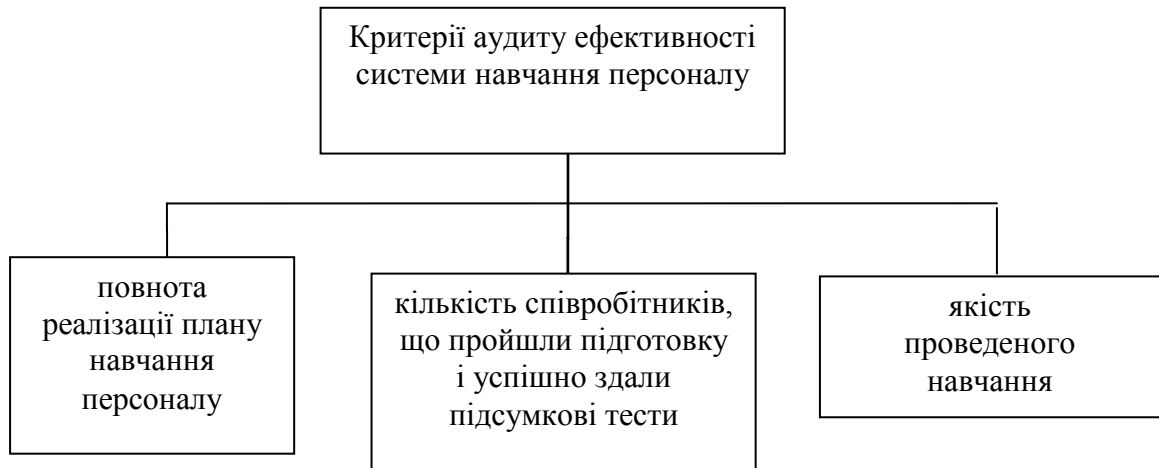 Критерії аудиту ефективності
системи навчання персоналу
повнота
реалізації плану
навчання
персоналу
кількість співробітників,
що пройшли підготовку
і успішно здали
підсумкові тести
якість
проведеного
навчання